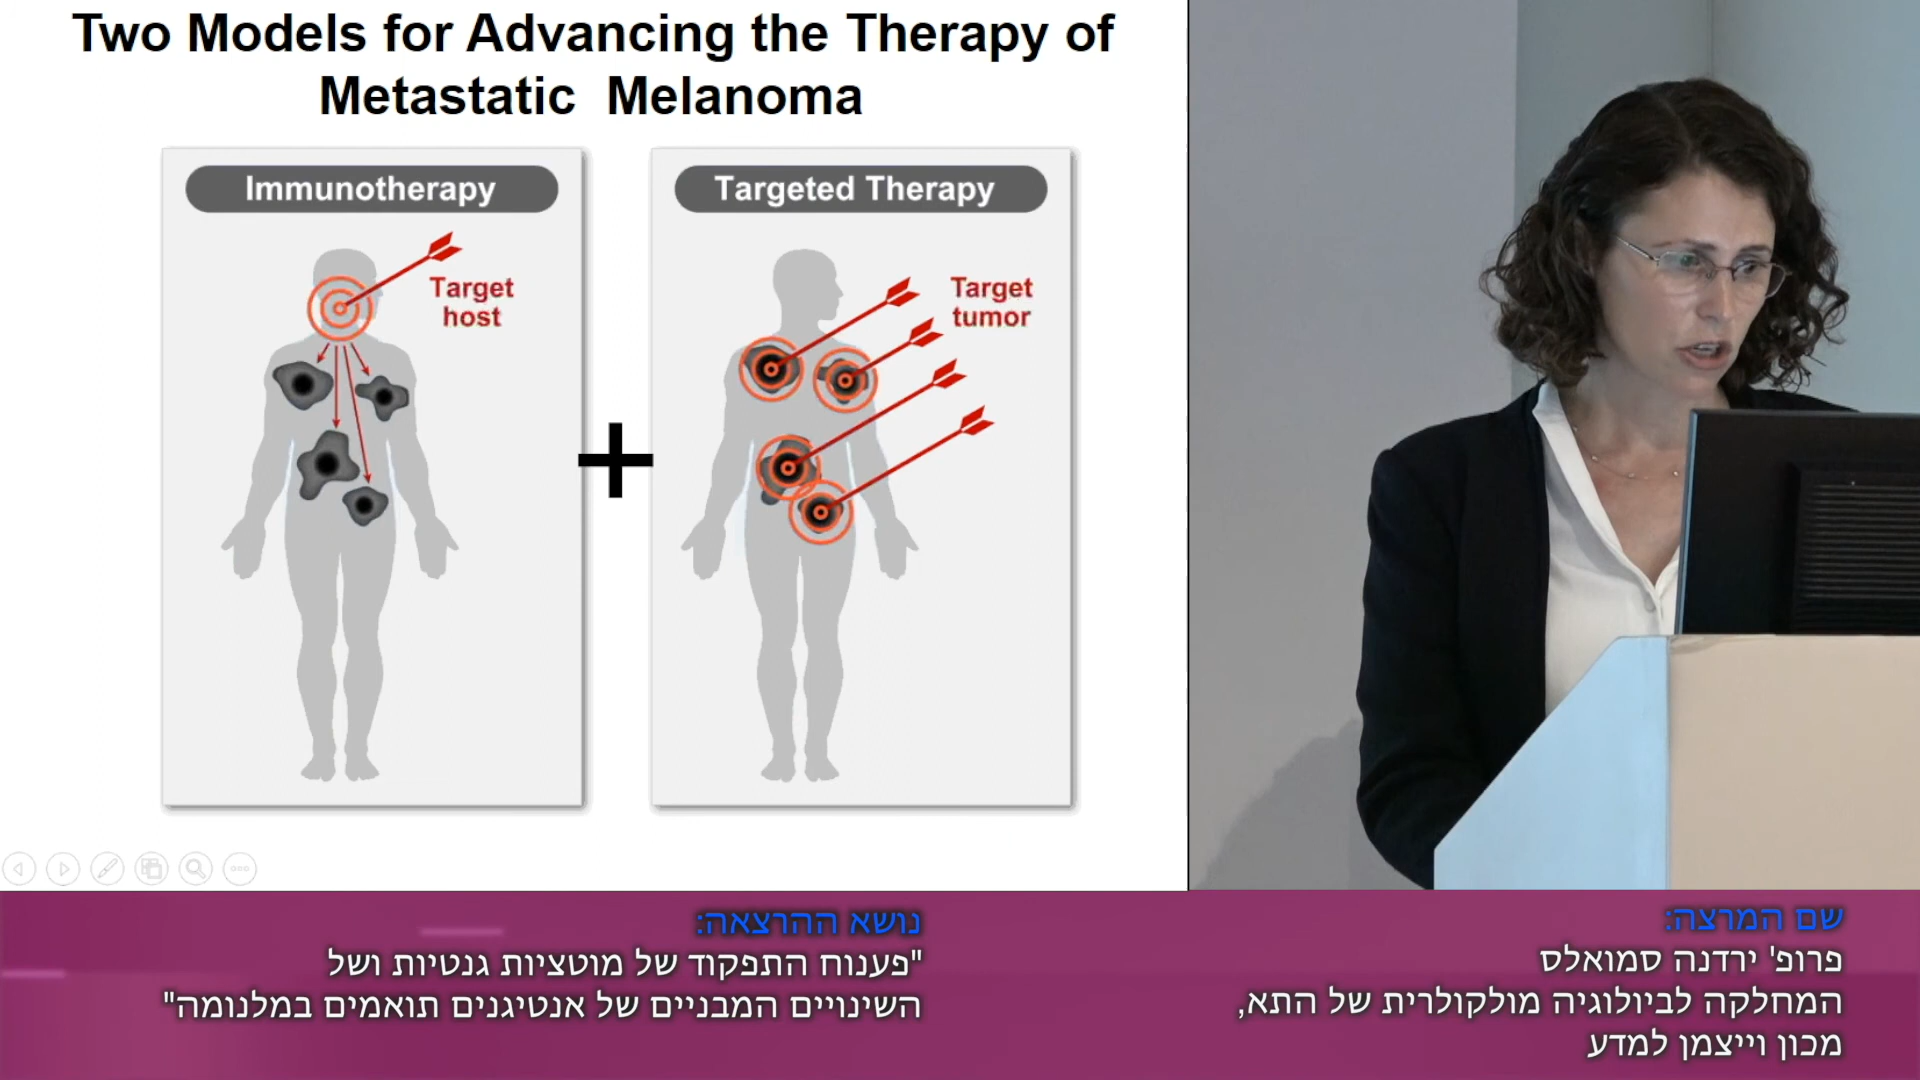 Two Models for Advancing the Therapy of
Metastatic Melanoma
Immunotherapy
Target
host
+
Targeted Therapy
Target
tumor
שם המרצה:
פרופ' ירדנה סמואלס
המחלקה לביולוגיה מולקולרית של התא,
מכון וייצמן למדע
נושא ההרצאה:
"פענוח התפקוד של מוטציות גנטיות ושל
השינויים המבניים של אנטיגנים תואמים במלנומה"